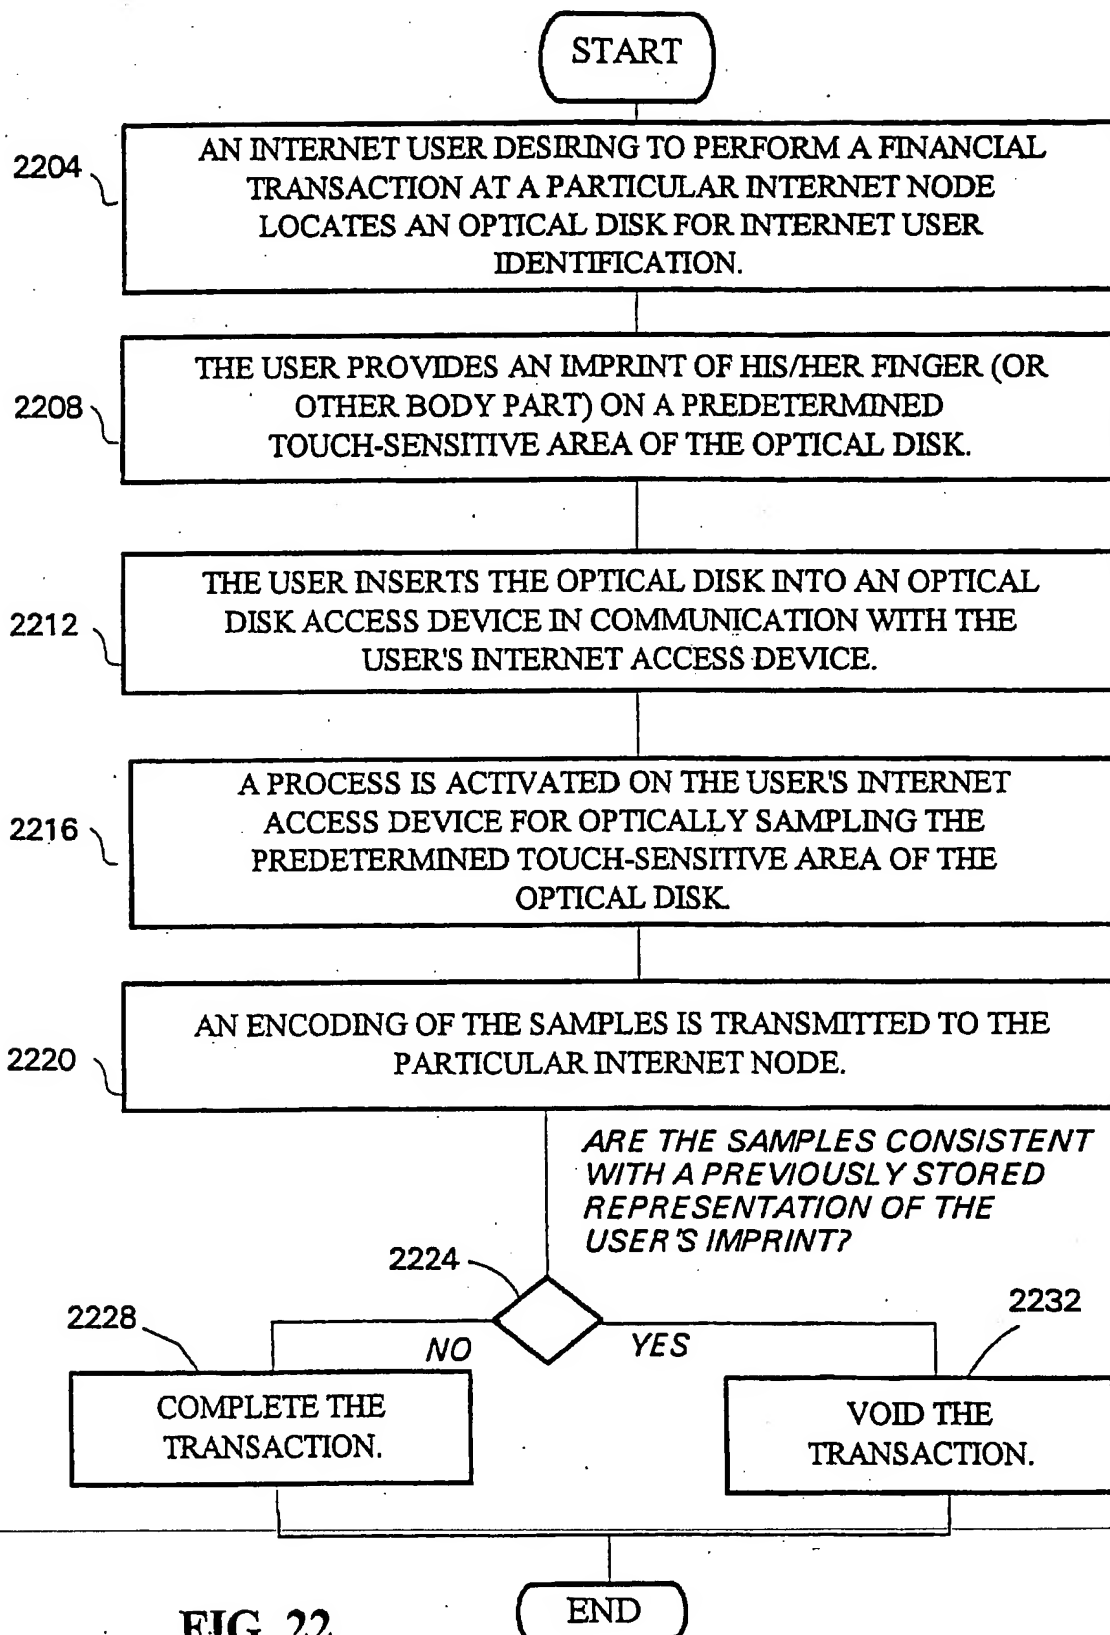 START
2204
AN INTERNET USER DESIRING TO PERFORM A FINANCIAL
TRANSACTION AT A PARTICULAR INTERNET NODE
LOCATES AN OPTICAL DISK FOR INTERNET USER
IDENTIFICATION.
2208
THE USER PROVIDES AN IMPRINT OF HIS/HER FINGER (OR
OTHER BODY PART) ON A PREDETERMINED
TOUCH-SENSITIVE AREA OF THE OPTICAL DISK.
2212
THE USER INSERTS THE OPTICAL DISK INTO AN OPTICAL
DISK ACCESS DEVICE IN COMMUNICATION WITH THE
USER'S INTERNET ACCESS DEVICE.
2216
A PROCESS IS ACTIVATED ON THE USER'S INTERNET
ACCESS DEVICE FOR OPTICALLY SAMPLING THE
PREDETERMINED TOUCH-SENSITIVE AREA OF THE
OPTICAL DISK.
2220
AN ENCODING OF THE SAMPLES IS TRANSMITTED TO THE
PARTICULAR INTERNET NODE.
ARE THE SAMPLES CONSISTENT
WITH A PREVIOUSLY STORED
REPRESENTATION OF THE
USER'S IMPRINT?
2224
2228
2232
NO
YES
COMPLETE THE
TRANSACTION.
VOID THE
TRANSACTION.
END
FIG. 22